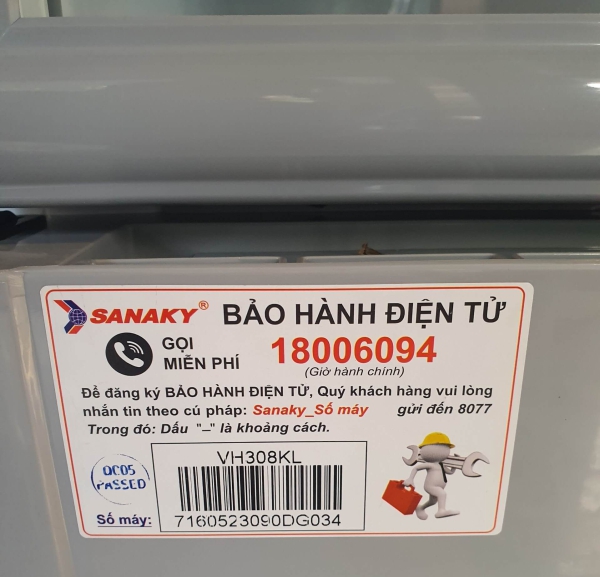 SANAKY® BẢO HÀNH ĐIỆN TỬ
GỌI
MIỄN PHÍ
18006094
(Giờ hành chính)
Để đăng ký BẢO HÀNH ĐIỆN TỬ, Quý khách hàng vui lòng
nhắn tin theo cú pháp: Sanaky_Số máy gửi đến 8077
Trong đó: Dấu "_" là khoảng cách.
QC05
PASSED
VH308KL
Số máy: 7160523090DG034